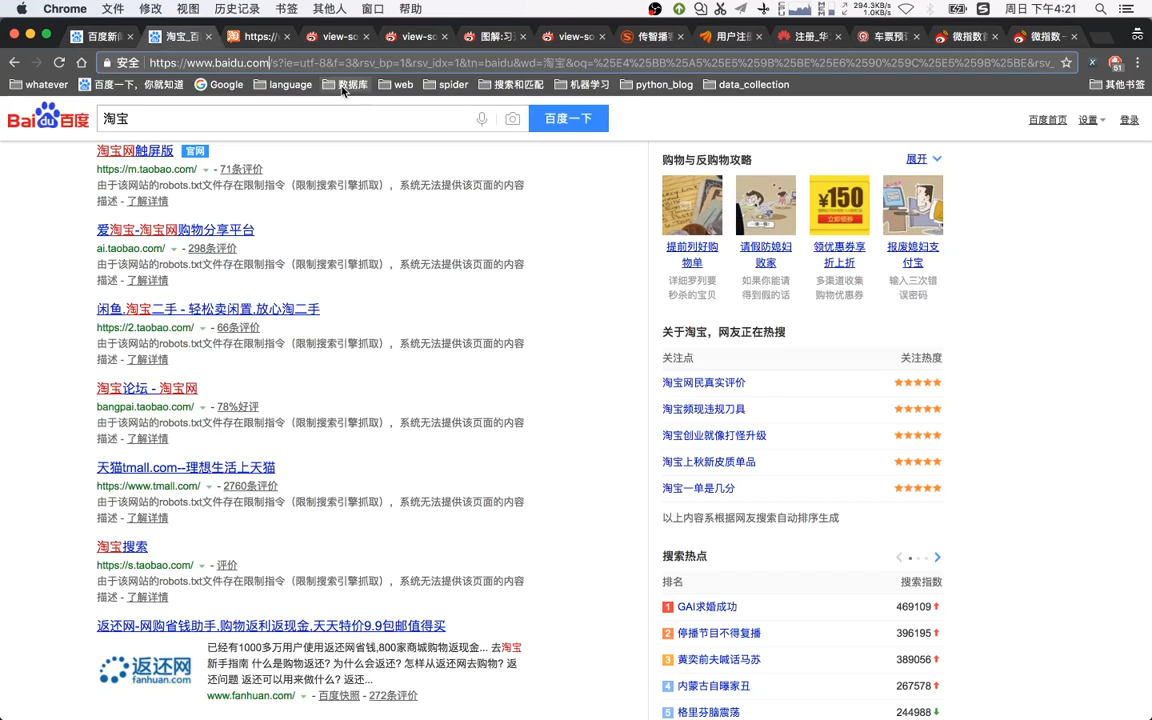 Chrome 文件 修改 视图 历史记录 书签 其他人 窗口 帮助 294.3KB/s 1.0KB/s 周日 下午4:21
百度新闻 淘宝_百 https:/ view-so view-so 图解:习 view-so 传智播 用户注 注册_华 车票预订 微指数 微指数-
安全 https://www.baidu.com/s?ie=utf-8&f=3&rsv_bp=1&rsv_idx=1&tn=baidu&wd=淘宝&oq=%25E4%25BB%25A5%25E5%259B%25BE%25E6%2590%259C%25E5%259B%25BE&rsv_
whatever 百度一下，你就知道 Google language 数据库 web spider 搜索和匹配 机器学习 python_blog data_collection 其他书签
Bai 百度 淘宝 百度一下 百度首页 设置 登录
淘宝网触屏版 官网
https://m.taobao.com/ - 71条评价
由于该网站的robots.txt文件存在限制指令（限制搜索引擎抓取），系统无法提供该页面的内容
描述 - 了解详情
爱淘宝-淘宝网购物分享平台
ai.taobao.com/ - 298条评价
由于该网站的robots.txt文件存在限制指令（限制搜索引擎抓取），系统无法提供该页面的内容
描述 - 了解详情
闲鱼.淘宝二手 - 轻松卖闲置,放心淘二手
https://2.taobao.com/ - 66条评价
由于该网站的robots.txt文件存在限制指令（限制搜索引擎抓取），系统无法提供该页面的内容
描述 - 了解详情
淘宝论坛 - 淘宝网
bangpai.taobao.com/ - 78%好评
由于该网站的robots.txt文件存在限制指令（限制搜索引擎抓取），系统无法提供该页面的内容
描述 - 了解详情
天猫tmall.com--理想生活上天猫
https://www.tmall.com/ - 2760条评价
由于该网站的robots.txt文件存在限制指令（限制搜索引擎抓取），系统无法提供该页面的内容
描述 - 了解详情
淘宝搜索
https://s.taobao.com/ - 评价
由于该网站的robots.txt文件存在限制指令（限制搜索引擎抓取），系统无法提供该页面的内容
描述 - 了解详情
返还网-网购省钱助手,购物返利返现金,天天特价9.9包邮值得买
返还网
fanhuan.com
已经有1000多万用户使用返还网省钱,800家商城购物返现金... 去淘宝
新手指南 什么是购物返还? 为什么会返还? 怎样从返还网去购物? 返
还问题 返还可以用来做什么? 返还...
www.fanhuan.com/ - 百度快照 - 272条评价
购物与反购物攻略 展开
¥150
立即领券
提前列好购 请假防媳妇 领优惠券享 报废媳妇支
物单 败家 折上折 付宝
详细罗列要 如果你能请 多渠道收集 输入三次错
秒杀的宝贝 得到假的话 购物优惠券 误密码
关于淘宝，网友正在热搜
关注点 关注热度
淘宝网民真实评价
淘宝频现违规刀具
淘宝创业就像打怪升级
淘宝上秋新皮质单品
淘宝一单是几分
以上内容系根据网友搜索自动排序生成
搜索热点
排名 搜索指数
1 GAI求婚成功 469109
2 停播节目不得复播 396195
3 黄奕前夫喊话马苏 389056
4 内蒙古自曝家丑 267578
5 格里芬脑震荡 244988